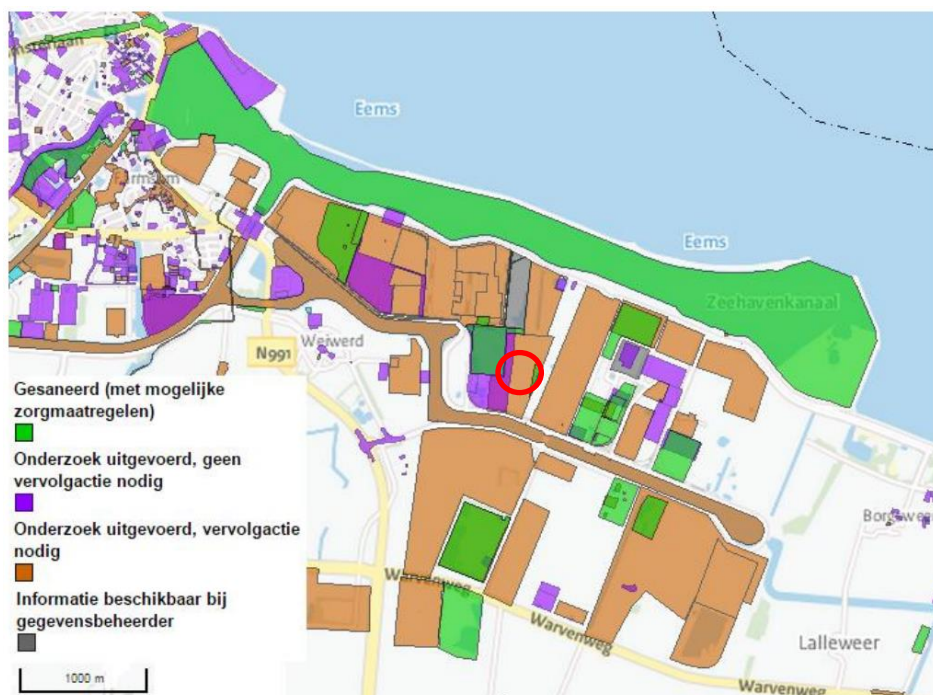 Eems
Farmsum
Eems
Zeehavenkanaal
Weiwerd
N991
Gesaneerd (met mogelijke
zorgmaatregelen)
Onderzoek uitgevoerd, geen
vervolgactie nodig
Onderzoek uitgevoerd, vervolgactie
nodig
Informatie beschikbaar bij
gegevensbeheerder
Warvenweg
Warvenweg
Lalleweer
Warvenweg
1000 m